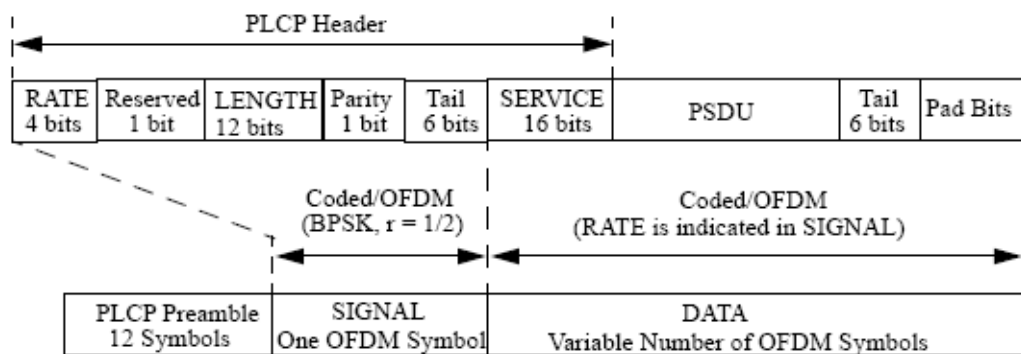 PLCP Header
RATE Reserved LENGTH Parity Tail SERVICE PSDU Tail Pad Bits
4 bits 1 bit 12 bits 1 bit 6 bits 16 bits 6 bits
Coded/OFDM Coded/OFDM
(BPSK, r = 1/2) (RATE is indicated in SIGNAL)
PLCP Preamble SIGNAL DATA
12 Symbols One OFDM Symbol Variable Number of OFDM Symbols